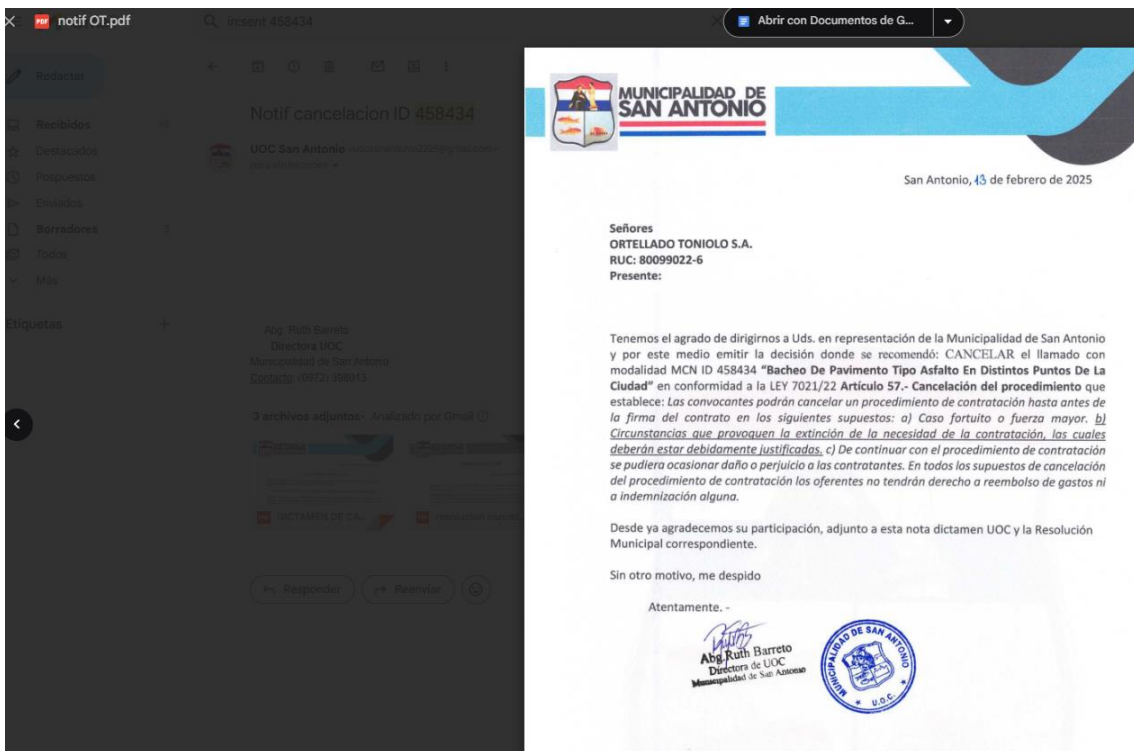 notif OT.pdf
in:sent 458434
Abrir con Documentos de G...
Redactar
Recibidos
Destacados
Pospuestos
Enviados
Borradores
Todos
Más
Etiquetas
Notif cancelacion ID 458434
UOC San Antonio
Abg. Ruth Barreto
Directora UOC
Municipalidad de San Antonio
Contacto: (0972) 398013
3 archivos adjuntos • Analizado por Gmail
DICTAMEN DE CA...
Responder
Reenviar
MUNICIPALIDAD DE
SAN ANTONIO
San Antonio, 13 de febrero de 2025
Señores
ORTELLADO TONIOLO S.A.
RUC: 80099022-6
Presente:
Tenemos el agrado de dirigirnos a Uds. en representación de la Municipalidad de San Antonio
y por este medio emitir la decisión donde se recomendó: CANCELAR el llamado con
modalidad MCN ID 458434 “Bacheo De Pavimento Tipo Asfalto En Distintos Puntos De La
Ciudad” en conformidad a la LEY 7021/22 Artículo 57.- Cancelación del procedimiento que
establece: Las convocantes podrán cancelar un procedimiento de contratación hasta antes de
la firma del contrato en los siguientes supuestos: a) Caso fortuito o fuerza mayor. b)
Circunstancias que provoquen la extinción de la necesidad de la contratación, las cuales
deberán estar debidamente justificadas. c) De continuar con el procedimiento de contratación
se pudiera ocasionar daño o perjuicio a las contratantes. En todos los supuestos de cancelación
del procedimiento de contratación los oferentes no tendrán derecho a reembolso de gastos ni
a indemnización alguna.
Desde ya agradecemos su participación, adjunto a esta nota dictamen UOC y la Resolución
Municipal correspondiente.
Sin otro motivo, me despido
Atentamente. -
Abg. Ruth Barreto
Directora de UOC
Municipalidad de San Antonio
MUNICIPALIDAD DE SAN ANTONIO
* U.O.C. *